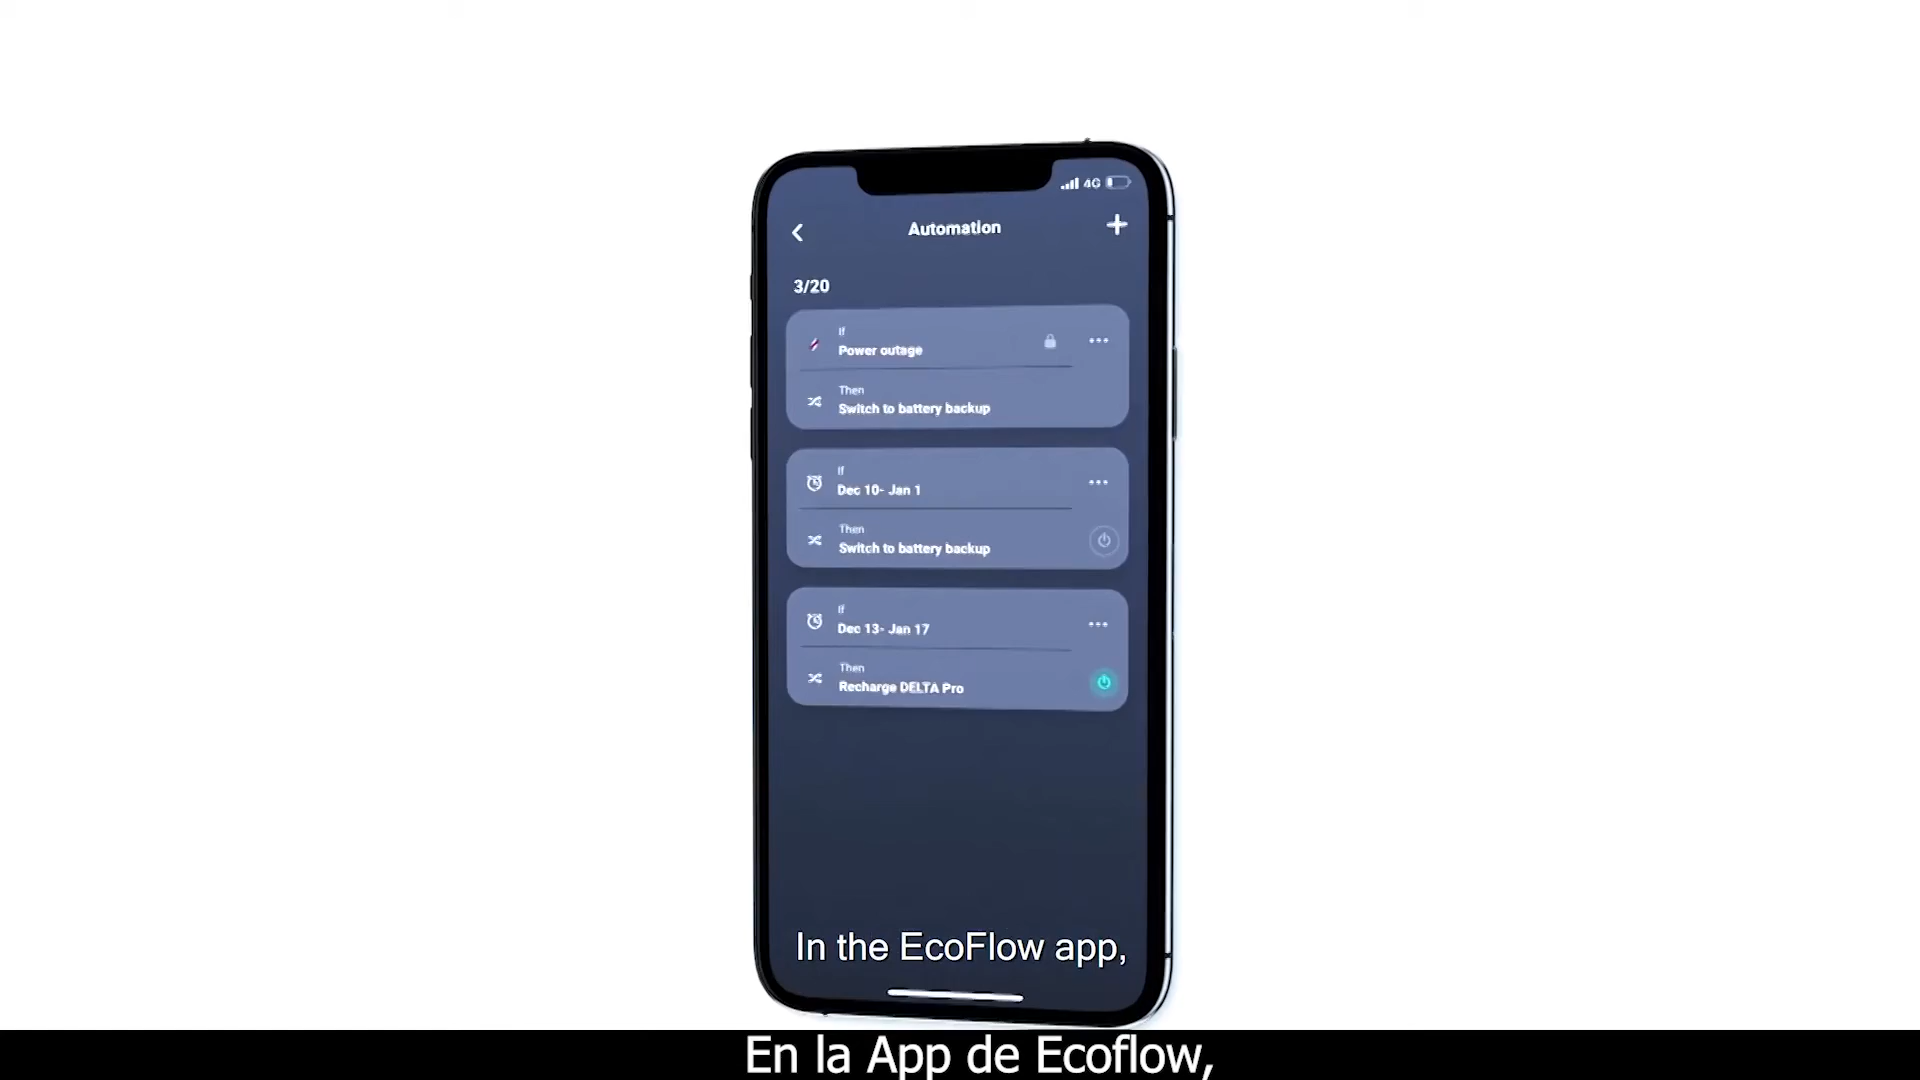 4G
Automation
3/20
If
Power outage
Then
Switch to battery backup
If
Dec 10- Jan 1
Then
Switch to battery backup
If
Dec 13- Jan 17
Then
Recharge DELTA Pro
In the EcoFlow app,
En la App de Ecoflow,